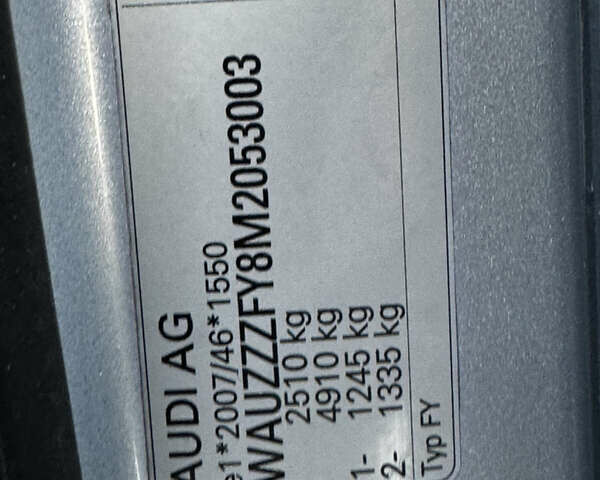 AUDI AG
e1*2007/46*1550
WAUZZZFY8M2053003
2510 kg
4910 kg
1- 1245 kg
2- 1335 kg
Typ FY